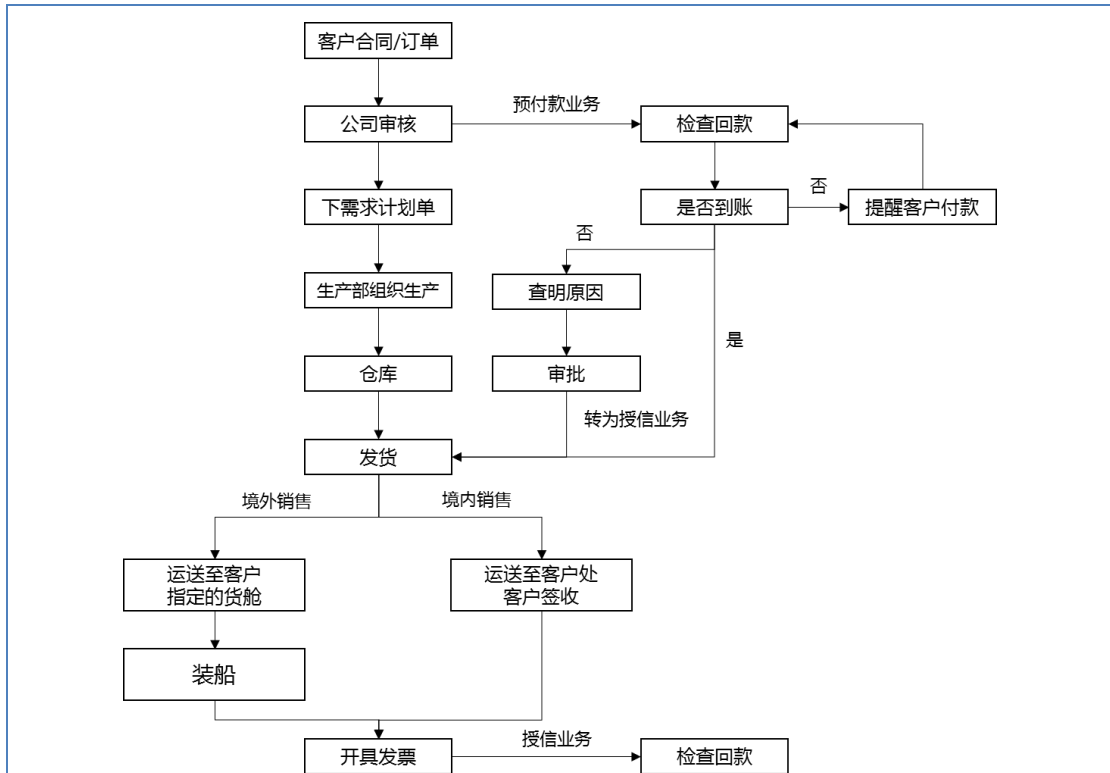 客户合同/订单
预付款业务
公司审核
检查回款
否
下需求计划单
是否到账
提醒客户付款
否
生产部组织生产
查明原因
是
仓库
审批
转为授信业务
发货
境外销售
境内销售
运送至客户
指定的货舱
运送至客户处
客户签收
装船
授信业务
开具发票
检查回款